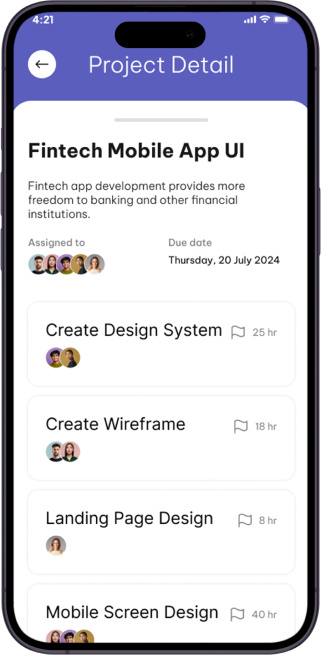 4:21
Project Detail
Fintech Mobile App UI
Fintech app development provides more
freedom to banking and other financial
institutions.
Assigned to
Due date
Thursday, 20 July 2024
Create Design System 25 hr
Create Wireframe 18 hr
Landing Page Design 8 hr
Mobile Screen Design 40 hr